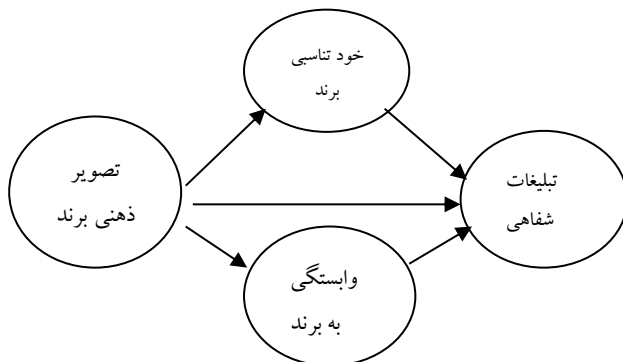 خود تناسبی
برند
تصویر
ذهنی برند
تبلیغات
شفاهی
وابستگی
به برند